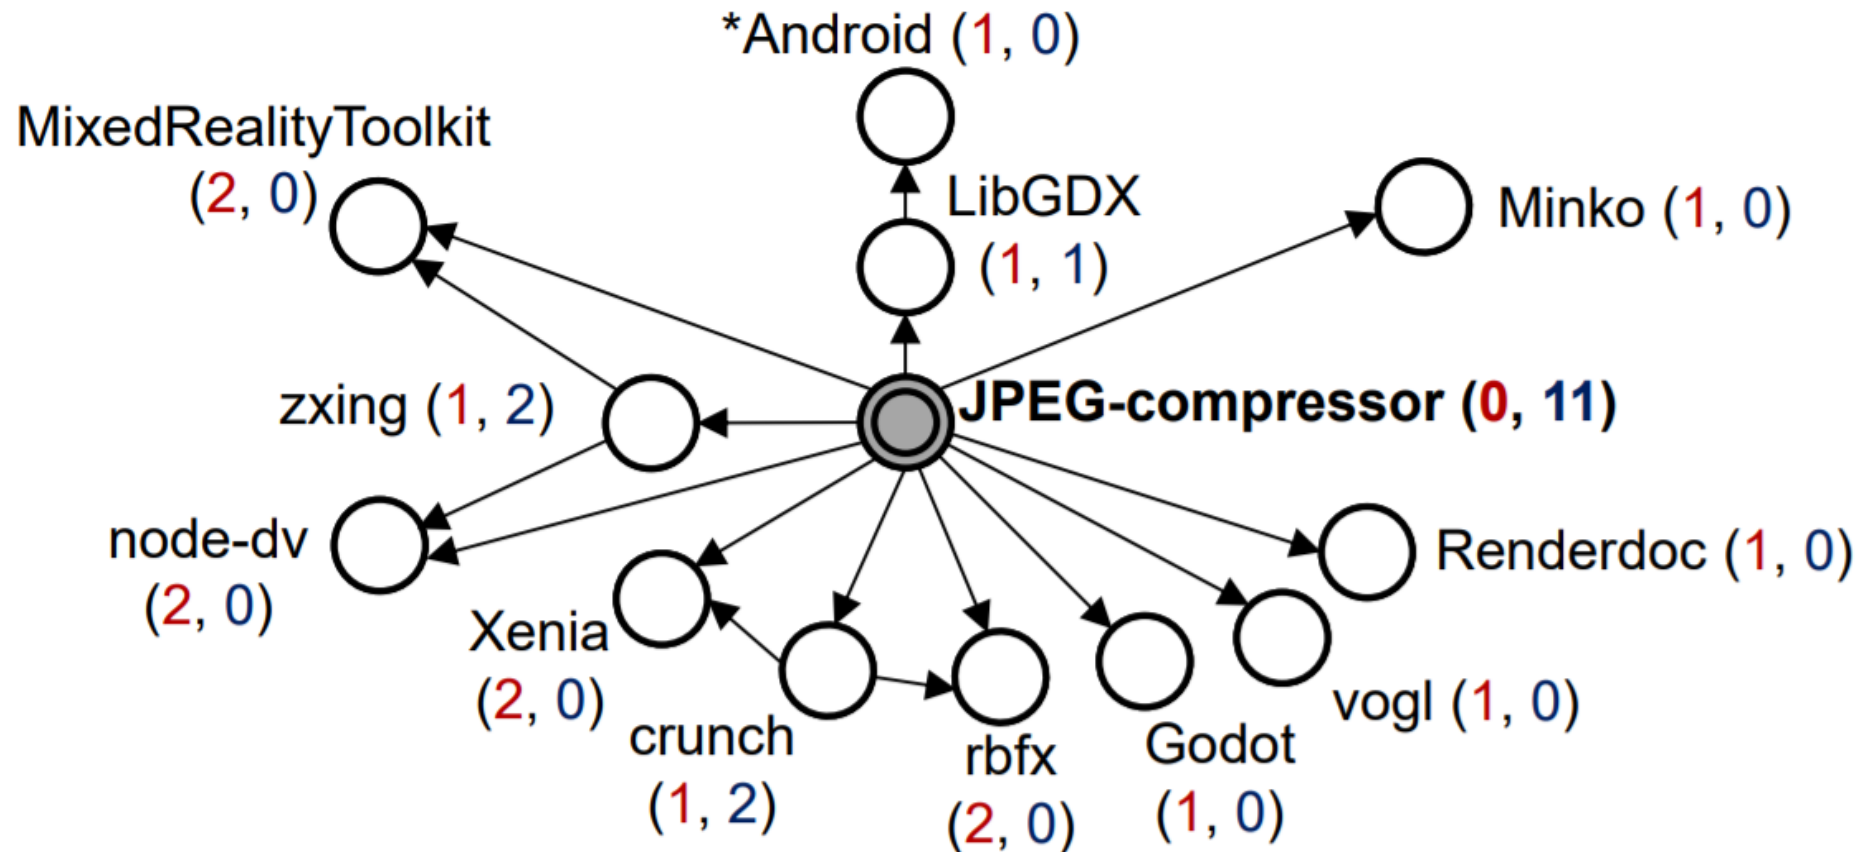 *Android (1, 0)
MixedRealityToolkit
(2, 0)
LibGDX
(1, 1)
Minko (1, 0)
zxing (1, 2)
JPEG-compressor (0, 11)
node-dv
(2, 0)
Renderdoc (1, 0)
Xenia
(2, 0)
crunch
(1, 2)
rbfx
(2, 0)
Godot
(1, 0)
vogl (1, 0)